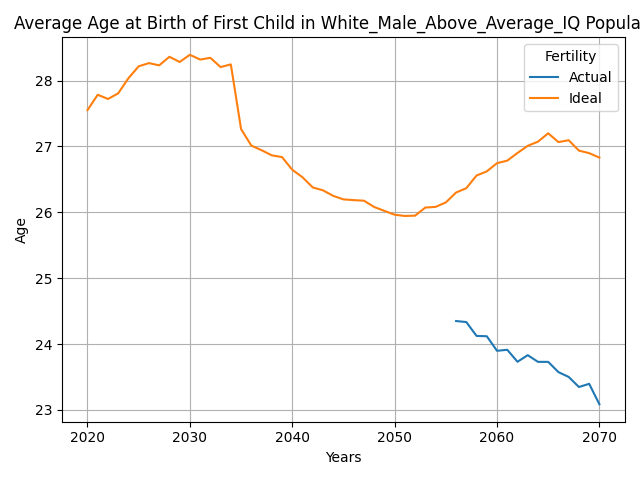 Average Age at Birth of First Child in White_Male_Above_Average_IQ Popula
Fertility
Actual
Ideal
Age
28
27
26
25
24
23
2020 2030 2040 2050 2060 2070
Years